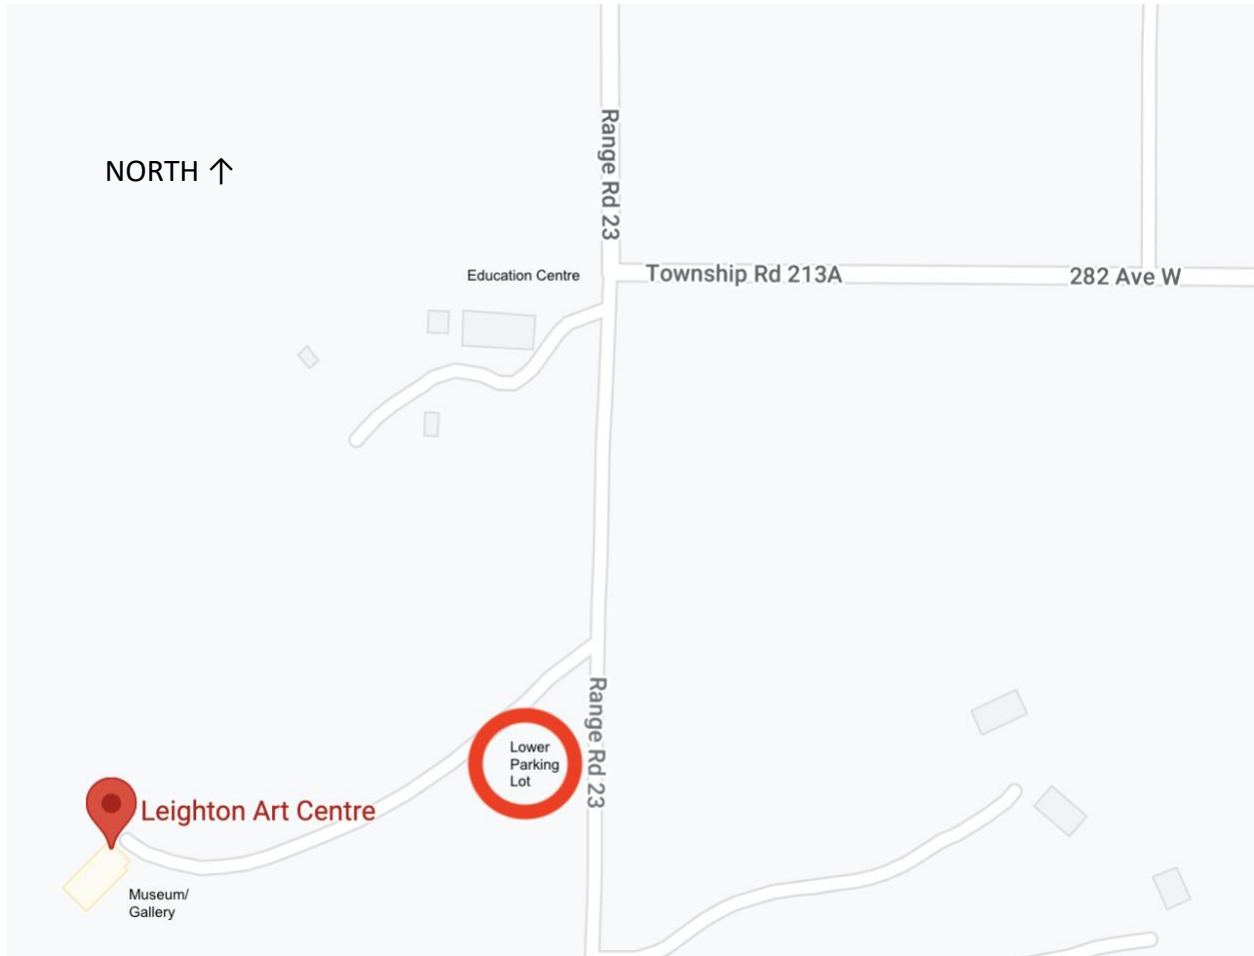 Range Rd 23
NORTH ↑
Education Centre
Township Rd 213A
282 Ave W
Range Rd 23
Lower
Parking
Lot
Leighton Art Centre
Museum/
Gallery